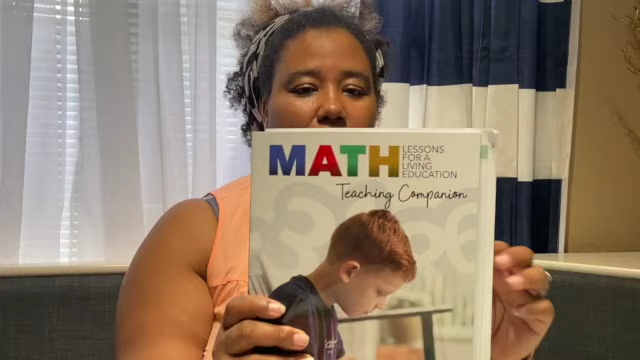 MATH
LESSONS
FOR A
LIVING
EDUCATION
Teaching Companion